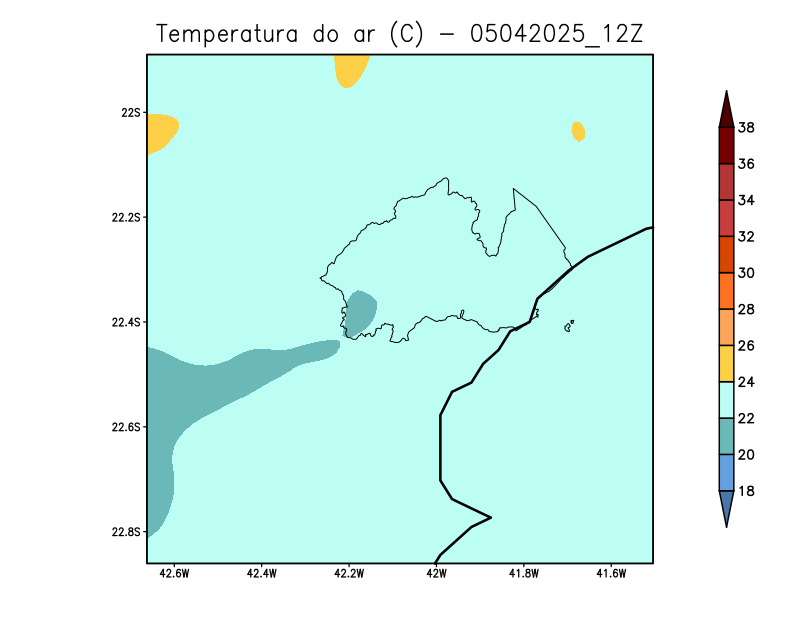 Temperatura do ar (C) - 05042025_12Z
22S
22.2S
22.4S
22.6S
22.8S
42.6W
42.4W
42.2W
42W
41.8W
41.6W
38
36
34
32
30
28
26
24
22
20
18